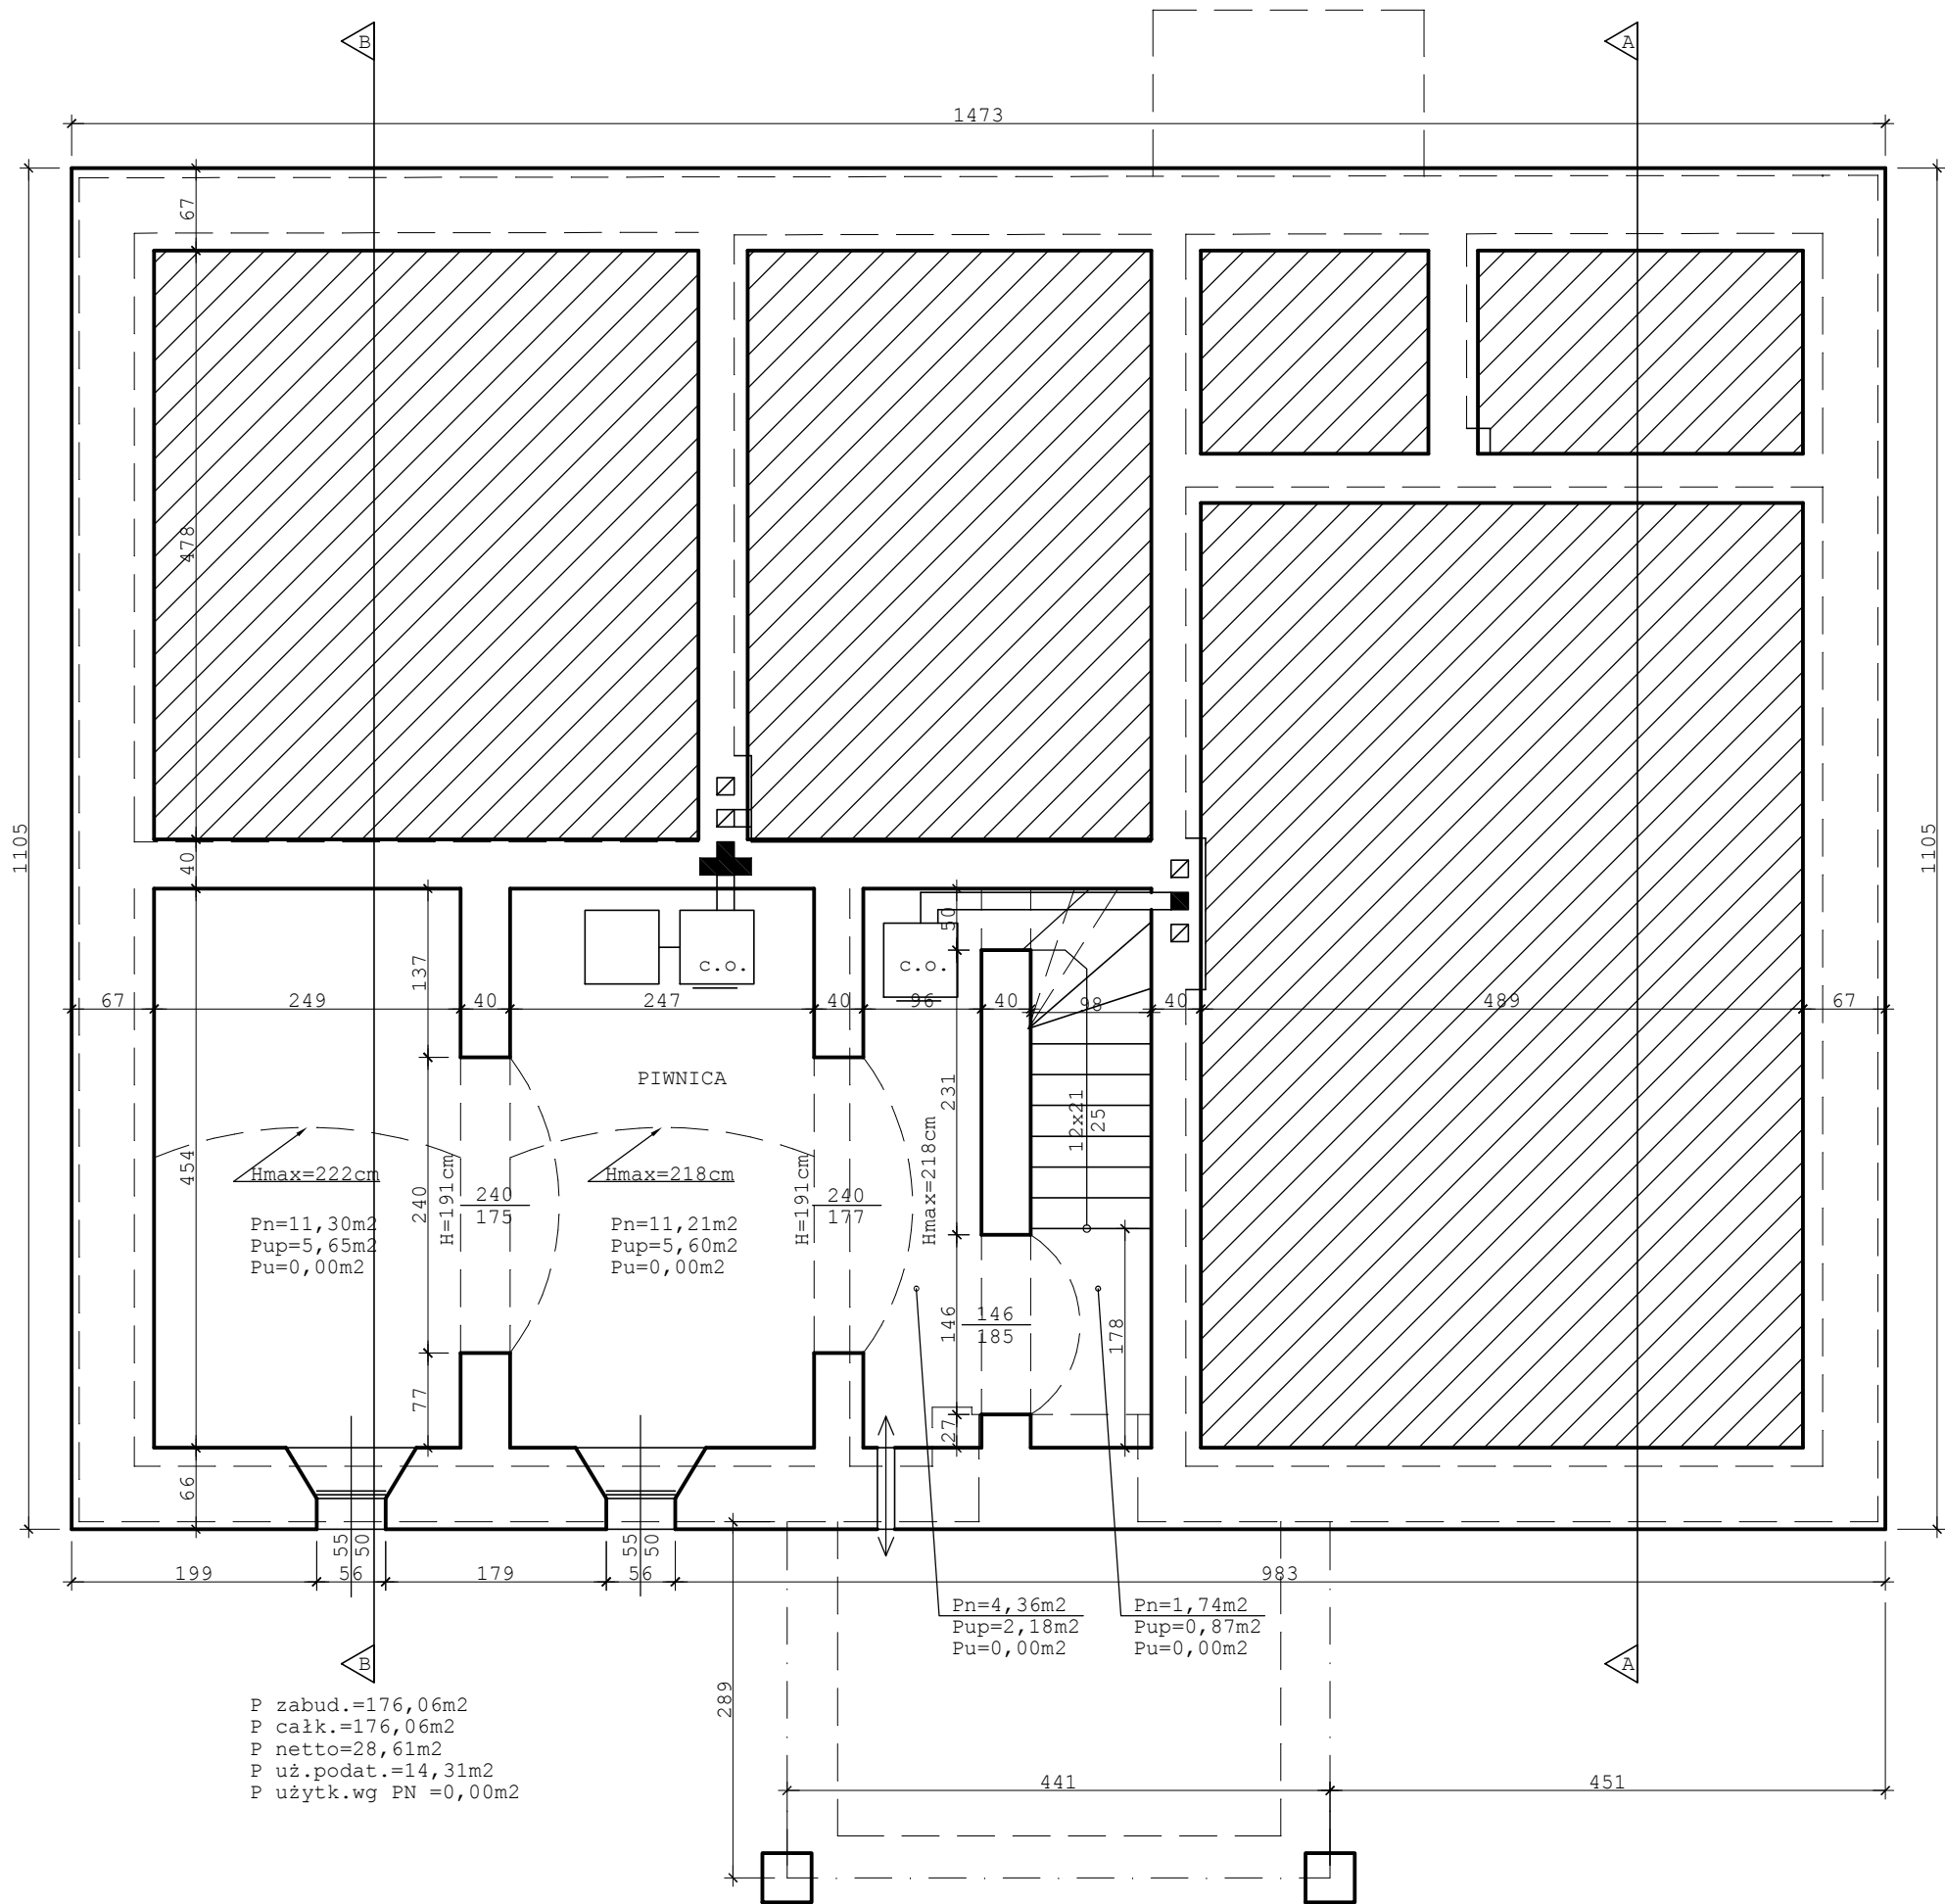 B
A
1473
67
478
1105
1105
40
50
137
c.o.
c.o.
67
249
40
247
40
96
40
98
40
489
67
PIWNICA
231
12x21
25
454
Hmax=222cm
240
H=191cm
240
175
Hmax=218cm
H=191cm
240
177
Hmax=218cm
Pn=11,30m2
Pup=5,65m2
Pu=0,00m2
Pn=11,21m2
Pup=5,60m2
Pu=0,00m2
146
146
185
178
77
27
66
55
50
55
50
199
56
179
56
983
Pn=4,36m2
Pup=2,18m2
Pu=0,00m2
Pn=1,74m2
Pup=0,87m2
Pu=0,00m2
B
A
289
P zabud.=176,06m2
P całk.=176,06m2
P netto=28,61m2
P uż.podat.=14,31m2
P użytk.wg PN =0,00m2
441
451